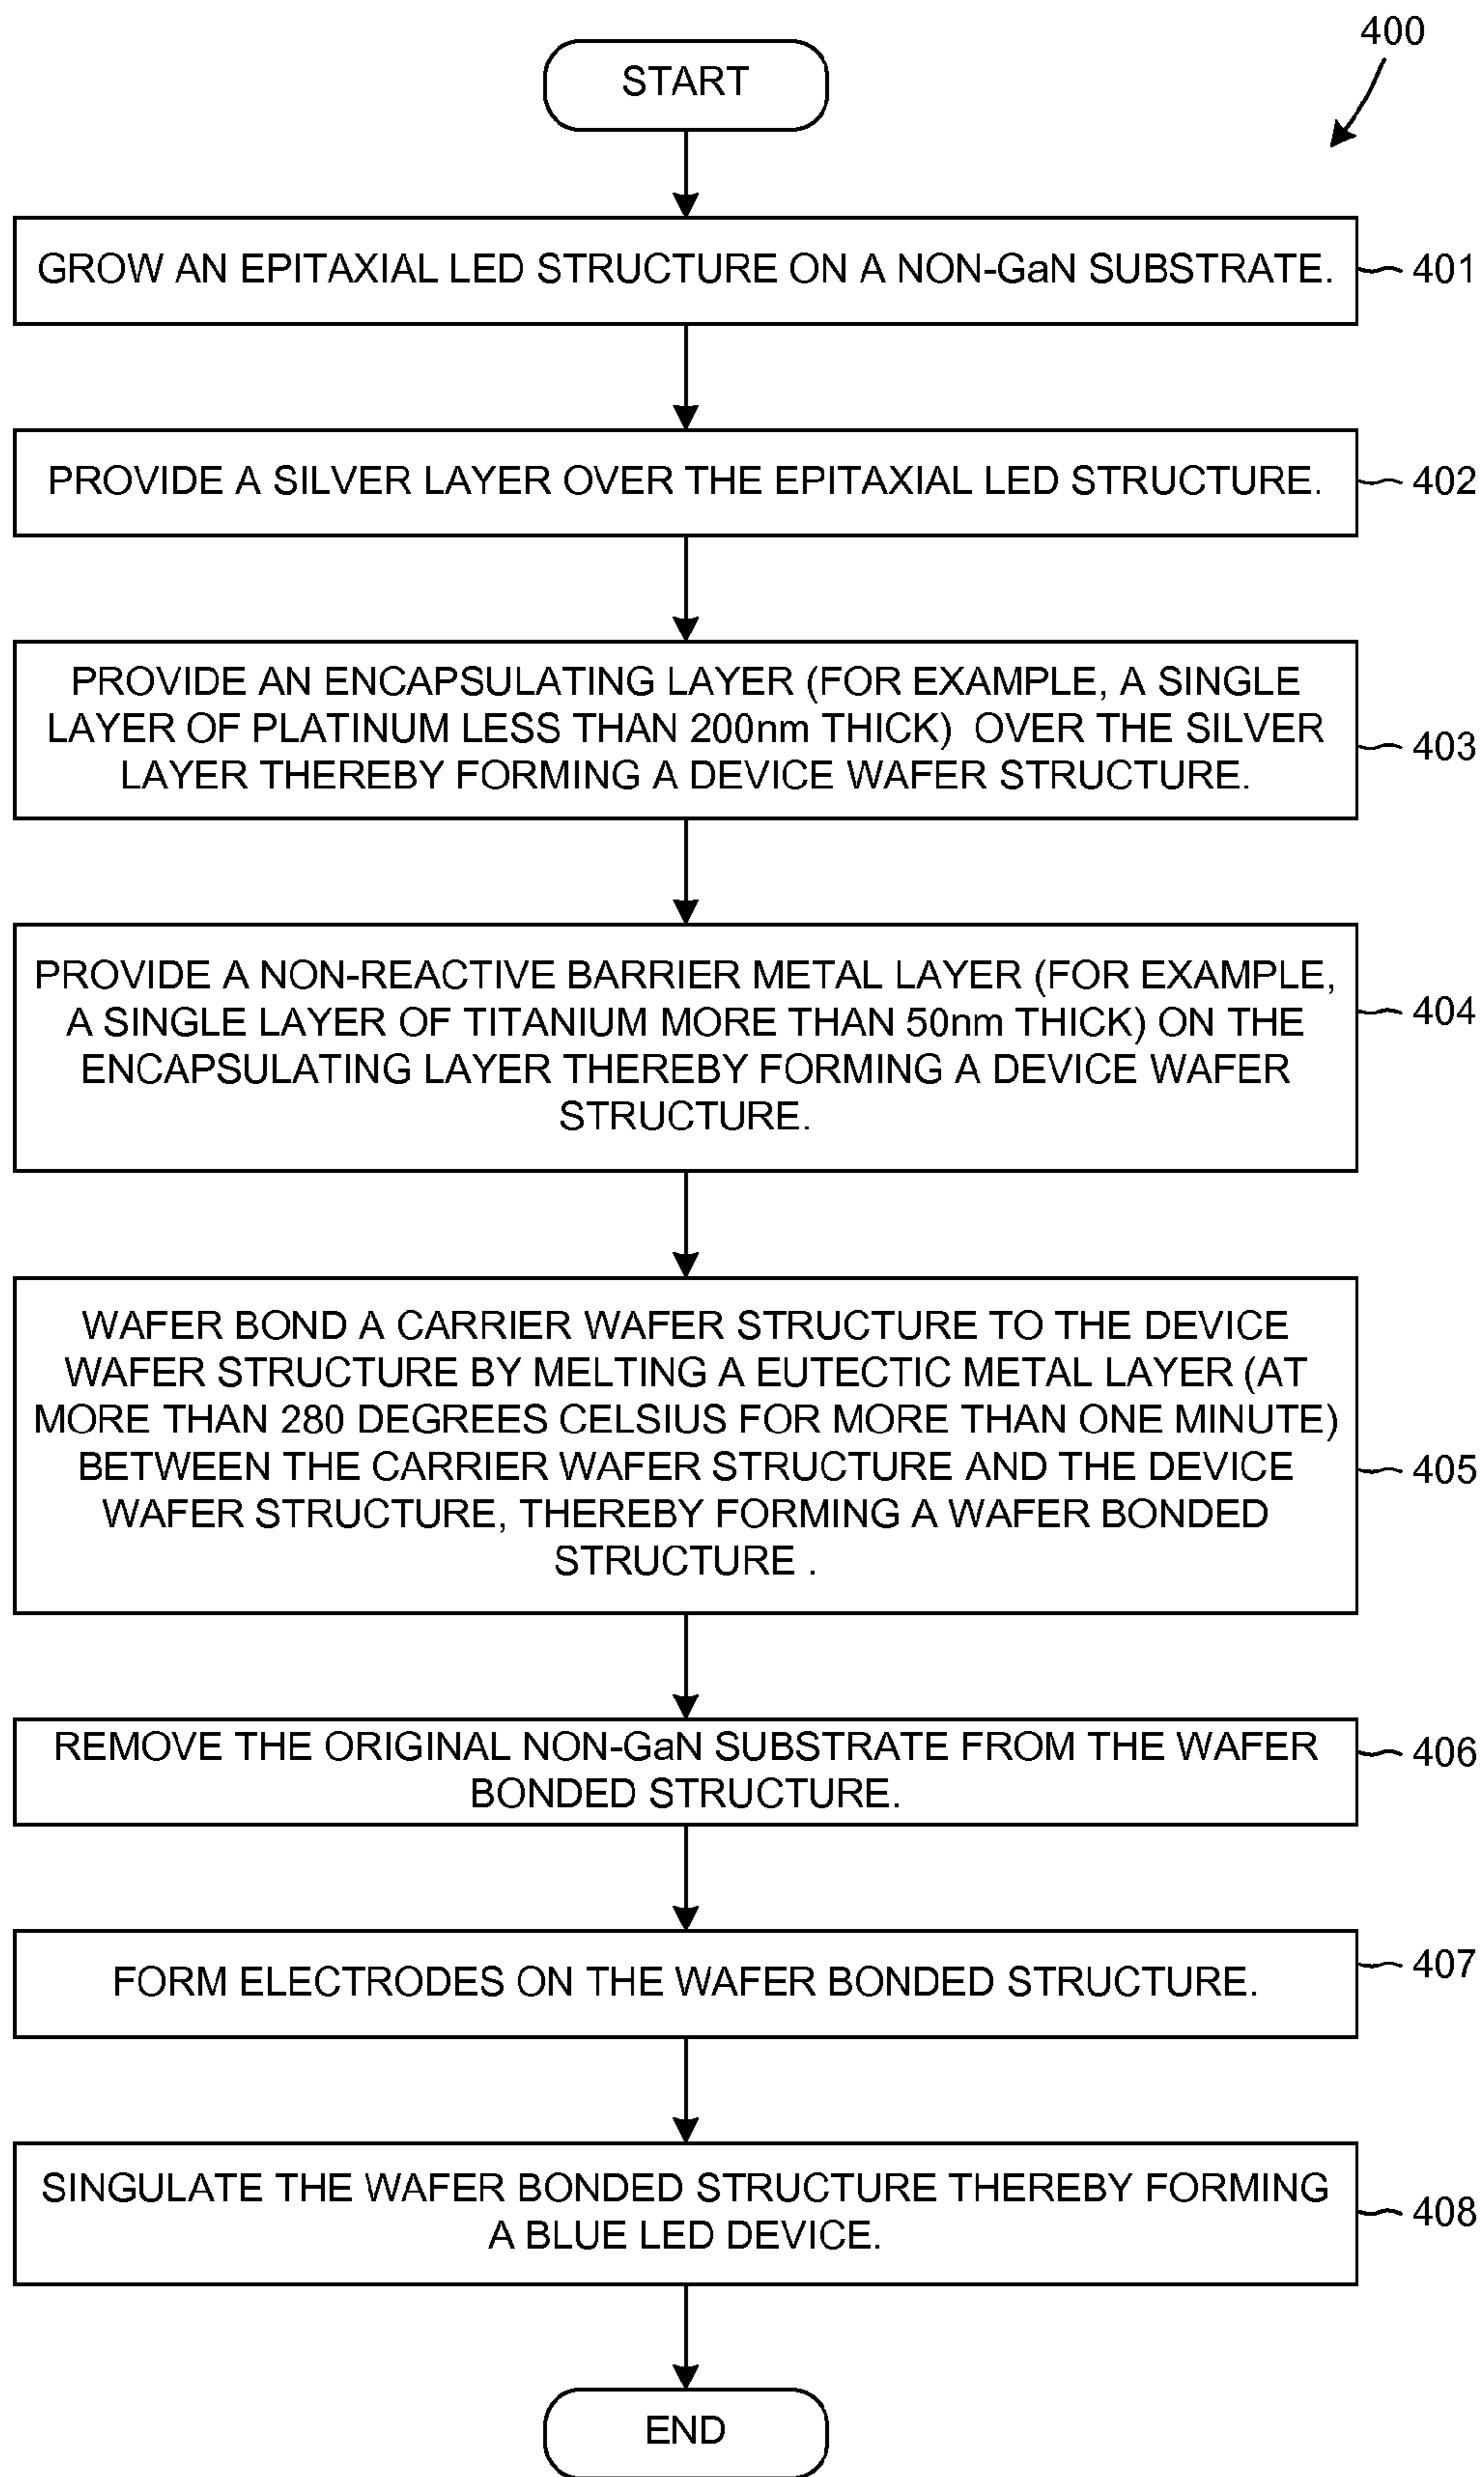 400
START
GROW AN EPITAXIAL LED STRUCTURE ON A NON-GaN SUBSTRATE.
401
PROVIDE A SILVER LAYER OVER THE EPITAXIAL LED STRUCTURE.
402
PROVIDE AN ENCAPSULATING LAYER (FOR EXAMPLE, A SINGLE
LAYER OF PLATINUM LESS THAN 200nm THICK) OVER THE SILVER
LAYER THEREBY FORMING A DEVICE WAFER STRUCTURE.
403
PROVIDE A NON-REACTIVE BARRIER METAL LAYER (FOR EXAMPLE,
A SINGLE LAYER OF TITANIUM MORE THAN 50nm THICK) ON THE
ENCAPSULATING LAYER THEREBY FORMING A DEVICE WAFER
STRUCTURE.
404
WAFER BOND A CARRIER WAFER STRUCTURE TO THE DEVICE
WAFER STRUCTURE BY MELTING A EUTECTIC METAL LAYER (AT
MORE THAN 280 DEGREES CELSIUS FOR MORE THAN ONE MINUTE)
BETWEEN THE CARRIER WAFER STRUCTURE AND THE DEVICE
WAFER STRUCTURE, THEREBY FORMING A WAFER BONDED
STRUCTURE .
405
REMOVE THE ORIGINAL NON-GaN SUBSTRATE FROM THE WAFER
BONDED STRUCTURE.
406
FORM ELECTRODES ON THE WAFER BONDED STRUCTURE.
407
SINGULATE THE WAFER BONDED STRUCTURE THEREBY FORMING
A BLUE LED DEVICE.
408
END